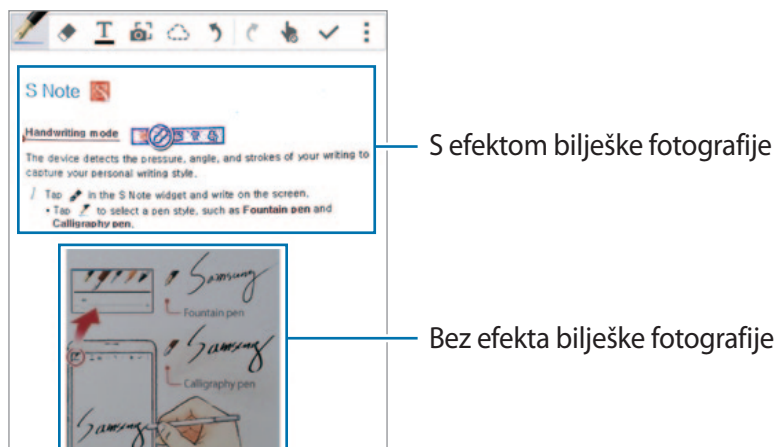 T
S Note
Handwriting mode
The device detects the pressure, angle, and strokes of your writing to
capture your personal writing style.
1 Tap in the S Note widget and write on the screen.
• Tap to select a pen style, such as Fountain pen and
Calligraphy pen.
S efektom bilješke fotografije
Samsung
Fountain pen
Samsung
Calligraphy pen
Samsung
Bez efekta bilješke fotografije